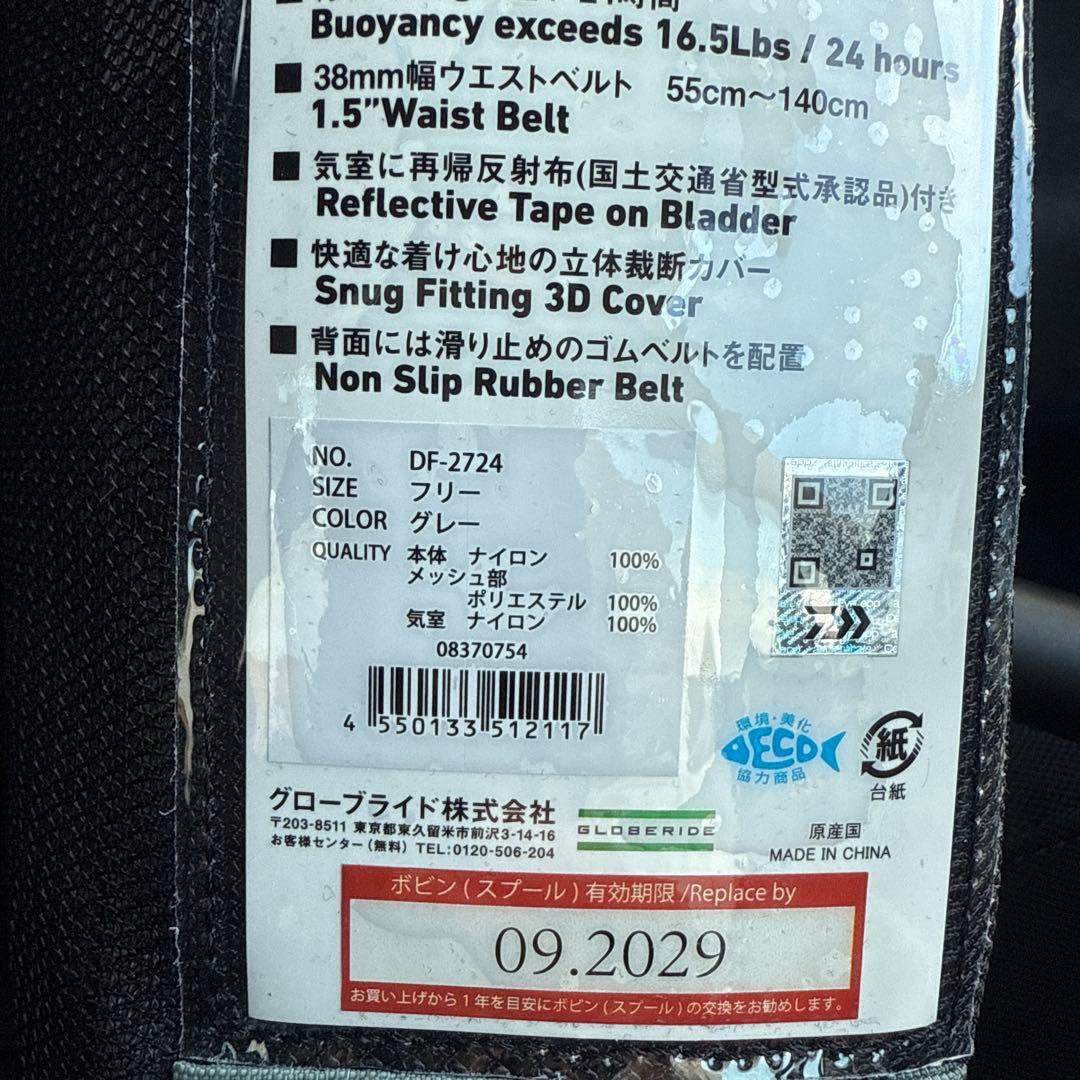 Buoyancy exceeds 16.5Lbs / 24 hours
■ 38mm幅ウエストベルト 55cm〜140cm
1.5”Waist Belt
■ 気室に再帰反射布(国土交通省型式承認品)付き
Reflective Tape on Bladder
■ 快適な着け心地の立体裁断カバー
Snug Fitting 3D Cover
■ 背面には滑り止めのゴムベルトを配置
Non Slip Rubber Belt
NO. DF-2724
SIZE フリー
COLOR グレー
QUALITY 本体 ナイロン 100%
メッシュ部
ポリエステル 100%
気室 ナイロン 100%
08370754
4 550133 512117
環境・美化
DECO
協力商品
紙
台紙
グローブライド株式会社
〒203-8511 東京都東久留米市前沢3-14-16
お客様センター(無料) TEL:0120-506-204
GLOBERIDE
原産国
MADE IN CHINA
ボビン(スプール)有効期限/Replace by
09.2029
お買い上げから1年を目安にボビン(スプール)の交換をお勧めします。